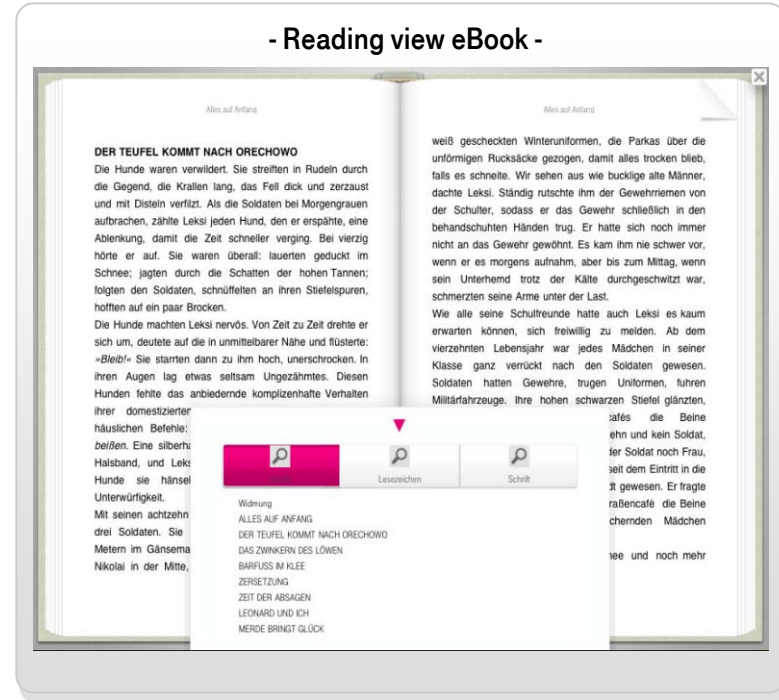 - Reading view eBook -
Alles auf Anfang
DER TEUFEL KOMMT NACH ORECHOWO
Die Hunde waren verwildert. Sie streiften in Rudeln durch
die Gegend, die Krallen lang, das Fell dick und zerzaust
und mit Disteln verfilzt. Als die Soldaten bei Morgengrauen
aufbrachen, zählte Leksi jeden Hund, den er erspähte, eine
Ablenkung, damit die Zeit schneller verging. Bei vierzig
hörte er auf. Sie waren überall: lauerten geduckt im
Schnee; jagten durch die Schatten der hohen Tannen;
folgten den Soldaten, schnüffelten an ihren Stiefelspuren,
hofften auf ein paar Brocken.
Die Hunde machten Leksi nervös. Von Zeit zu Zeit drehte er
sich um, deutete auf die in unmittelbarer Nähe und flüsterte:
»Bleib!« Sie starrten dann zu ihm hoch, unerschrocken. In
ihren Augen lag etwas seltsam Ungezähmtes. Diesen
Hunden fehlte das anbiedernde komplizenhafte Verhalten
ihrer domestizierten
häuslichen Befehle:
beißen. Eine silberha
Halsband, und Leks
Hunde sie hänsel
Unterwürfigkeit.
Mit seinen achtzehn
drei Soldaten. Sie
Metern im Gänsema
Nikolai in der Mitte,
Alles auf Anfang
weiß gescheckten Winteruniformen, die Parkas über die
unförmigen Rucksäcke gezogen, damit alles trocken blieb,
falls es schneite. Wir sehen aus wie bucklige alte Männer,
dachte Leksi. Ständig rutschte ihm der Gewehrriemen von
der Schulter, sodass er das Gewehr schließlich in den
behandschuhten Händen trug. Er hatte sich noch immer
nicht an das Gewehr gewöhnt. Es kam ihm nie schwer vor,
wenn er es morgens aufnahm, aber bis zum Mittag, wenn
sein Unterhemd trotz der Kälte durchgeschwitzt war,
schmerzten seine Arme unter der Last.
Wie alle seine Schulfreunde hatte auch Leksi es kaum
erwarten können, sich freiwillig zu melden. Ab dem
vierzehnten Lebensjahr war jedes Mädchen in seiner
Klasse ganz verrückt nach den Soldaten gewesen.
Soldaten hatten Gewehre, trugen Uniformen, fuhren
Militärfahrzeuge. Ihre hohen schwarzen Stiefel glänzten,
cafés die Beine
ehn und kein Soldat,
der Soldat noch Frau,
seit dem Eintritt in die
dt gewesen. Er fragte
raßencafé die Beine
chernden Mädchen
nee und noch mehr
Lesezeichen
Schrift
Widmung
ALLES AUF ANFANG
DER TEUFEL KOMMT NACH ORECHOWO
DAS ZWINKERN DES LÖWEN
BARFUSS IM KLEE
ZERSETZUNG
ZEIT DER ABSAGEN
LEONARD UND ICH
MERDE BRINGT GLÜCK